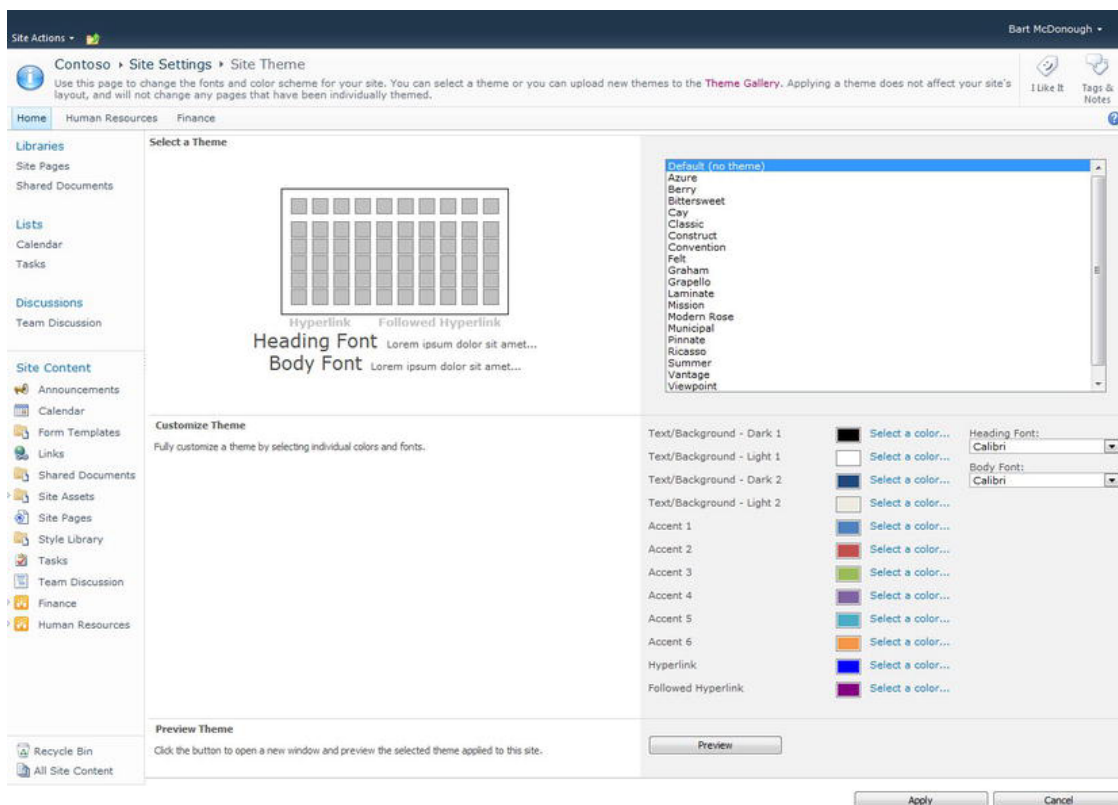 Bart McDonough
Site Actions
Contoso ▸ Site Settings ▸ Site Theme
Use this page to change the fonts and color scheme for your site. You can select a theme or you can upload new themes to the Theme Gallery. Applying a theme does not affect your site's
layout, and will not change any pages that have been individually themed.
I Like It
Tags &
Notes
Home Human Resources Finance
Libraries
Site Pages
Shared Documents
Lists
Calendar
Tasks
Discussions
Team Discussion
Site Content
Announcements
Calendar
Form Templates
Links
Shared Documents
Site Assets
Site Pages
Style Library
Tasks
Team Discussion
Finance
Human Resources
Recycle Bin
All Site Content
Select a Theme
Hyperlink Followed Hyperlink
Heading Font Lorem ipsum dolor sit amet...
Body Font Lorem ipsum dolor sit amet...
Default (no theme)
Azure
Berry
Bittersweet
Cay
Classic
Construct
Convention
Felt
Graham
Grapello
Laminate
Mission
Modern Rose
Municipal
Pinnate
Ricasso
Summer
Vantage
Viewpoint
Customize Theme
Fully customize a theme by selecting individual colors and fonts.
Text/Background - Dark 1 Select a color...
Text/Background - Light 1 Select a color...
Text/Background - Dark 2 Select a color...
Text/Background - Light 2 Select a color...
Accent 1 Select a color...
Accent 2 Select a color...
Accent 3 Select a color...
Accent 4 Select a color...
Accent 5 Select a color...
Accent 6 Select a color...
Hyperlink Select a color...
Followed Hyperlink Select a color...
Heading Font:
Calibri
Body Font:
Calibri
Preview Theme
Click the button to open a new window and preview the selected theme applied to this site.
Preview
Apply Cancel